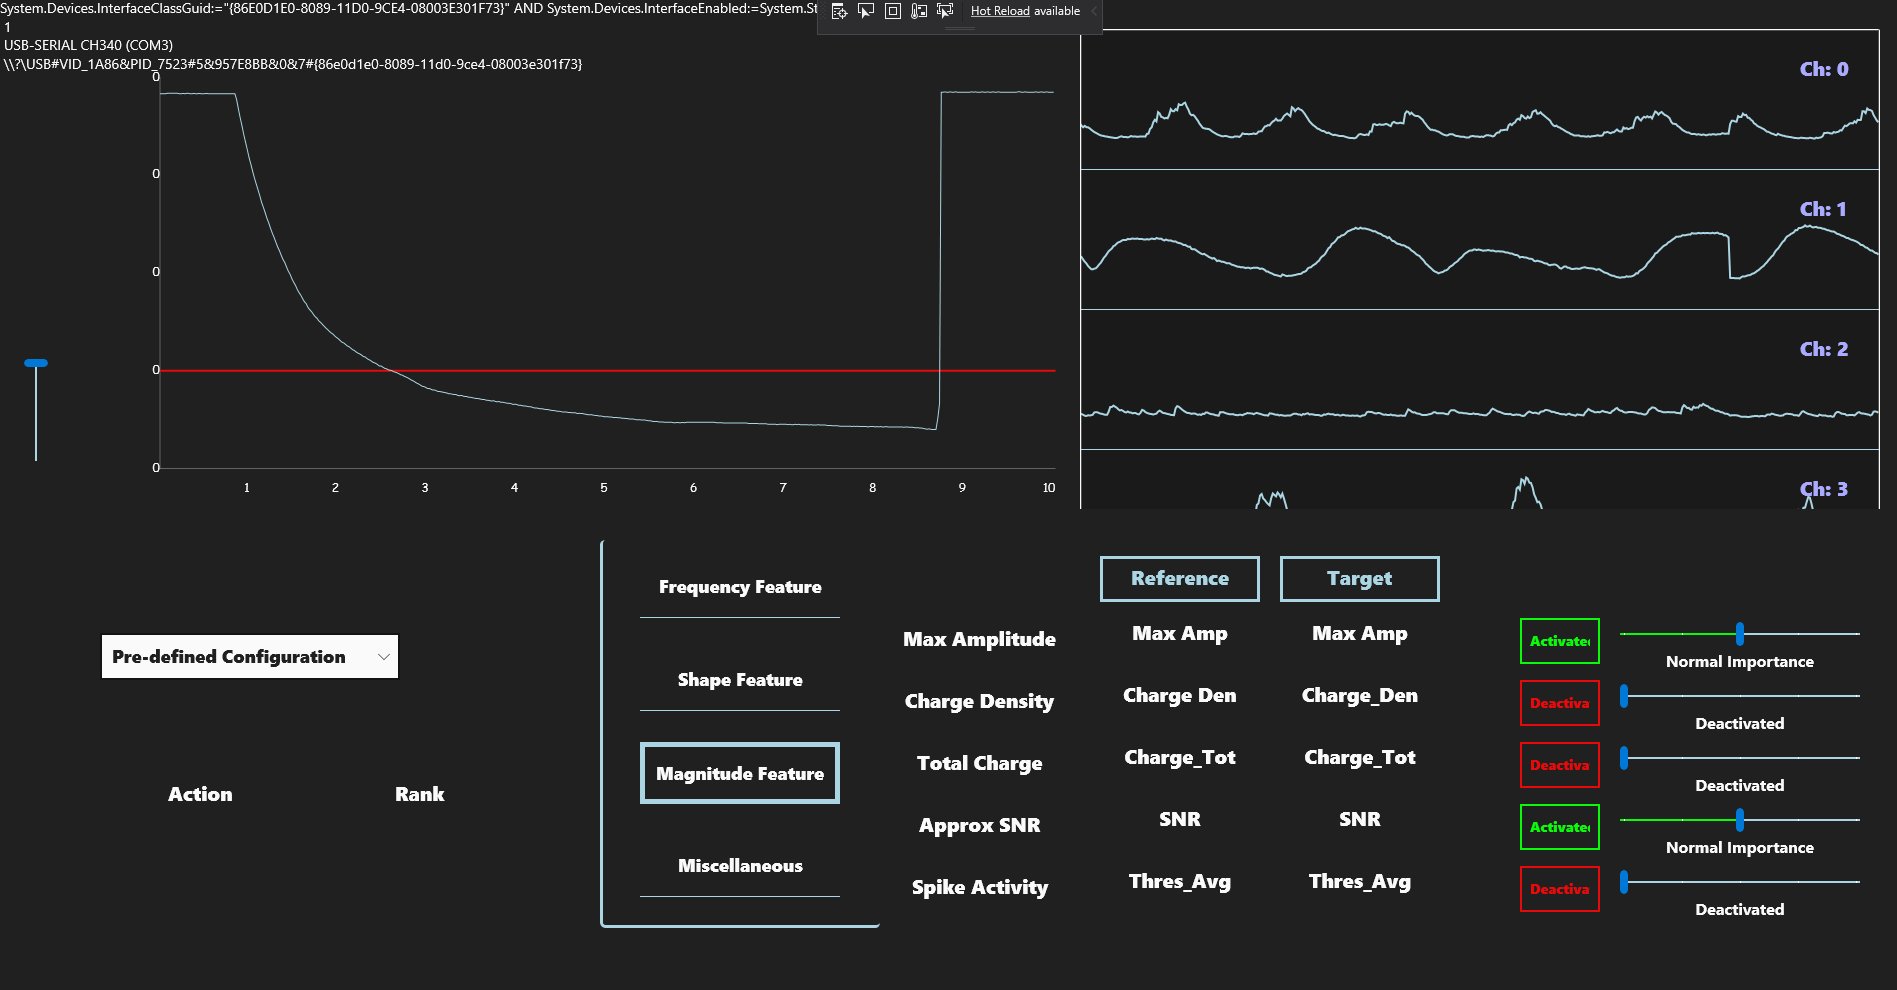 System.Devices.InterfaceClassGuid:="{86E0D1E0-8089-11D0-9CE4-08003E301F73}" AND System.Devices.InterfaceEnabled:=System.St
Hot Reload available
1
USB-SERIAL CH340 (COM3)
\\?\USB#VID_1A86&PID_7523#5&957E8BB&0&7#{86e0d1e0-8089-11d0-9ce4-08003e301f73}
0
0
0
0
0
1 2 3 4 5 6 7 8 9 10
Ch: 0
Ch: 1
Ch: 2
Ch: 3
Pre-defined Configuration
Action Rank
Frequency Feature
Shape Feature
Magnitude Feature
Miscellaneous
Reference Target
Max Amplitude Max Amp Max Amp Activated
Normal Importance
Charge Density Charge Den Charge_Den Deactiva
Deactivated
Total Charge Charge_Tot Charge_Tot Deactiva
Deactivated
Approx SNR SNR SNR Activated
Normal Importance
Spike Activity Thres_Avg Thres_Avg Deactiva
Deactivated